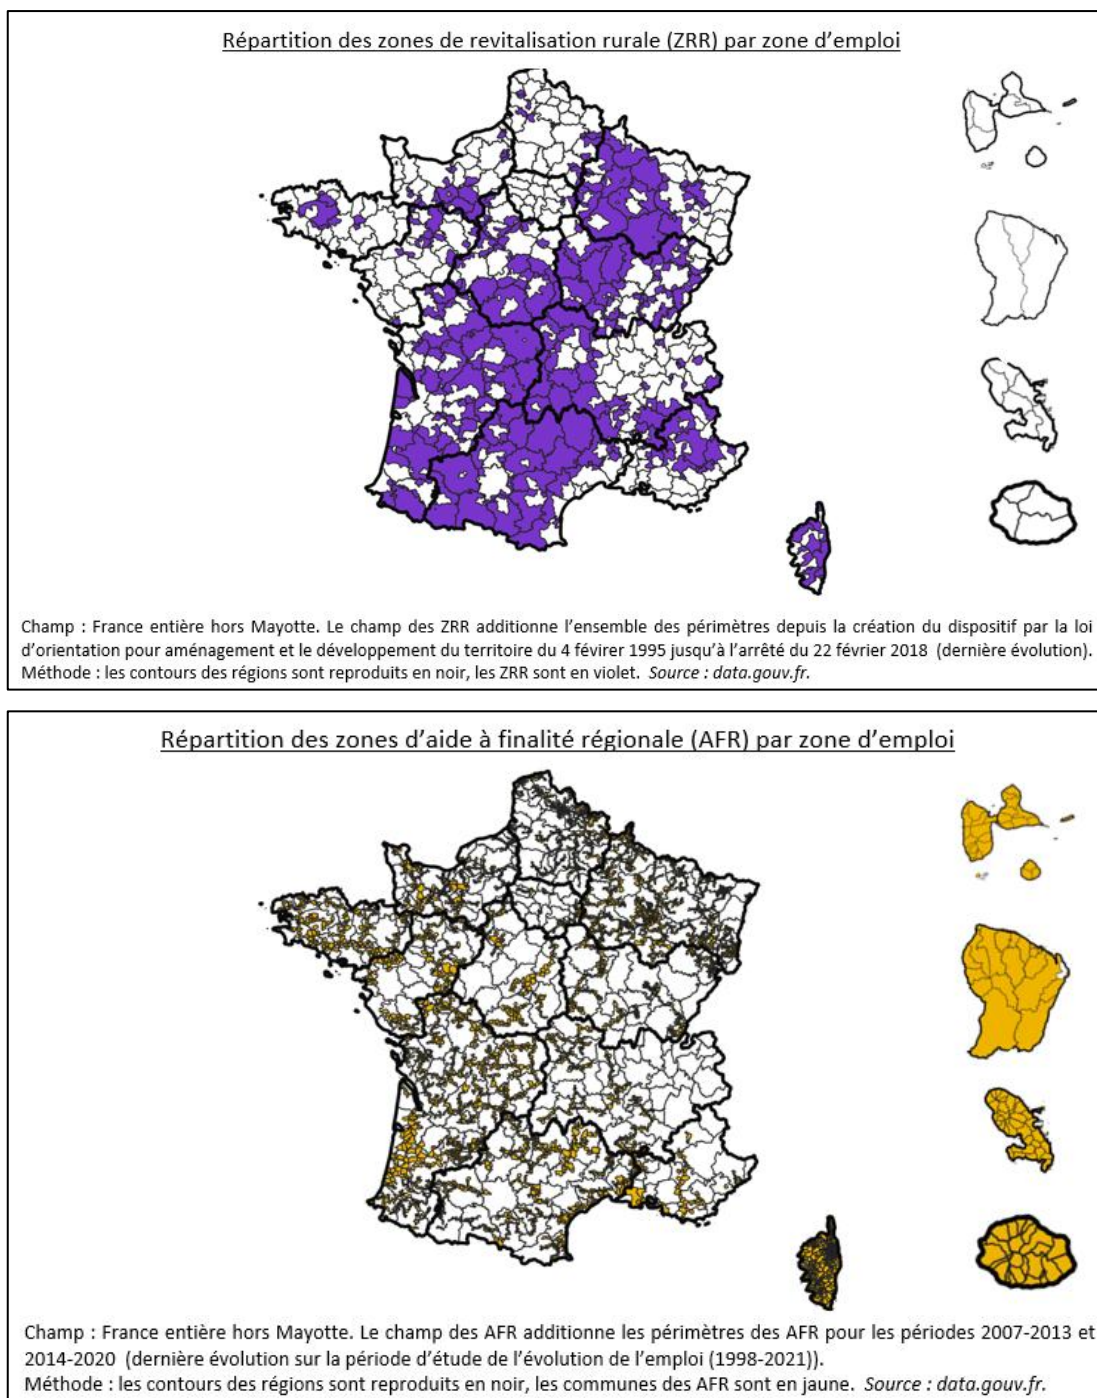 Répartition des zones de revitalisation rurale (ZRR) par zone d’emploi
Champ : France entière hors Mayotte. Le champ des ZRR additionne l’ensemble des périmètres depuis la création du dispositif par la loi
d’orientation pour aménagement et le développement du territoire du 4 févirer 1995 jusqu’à l’arrêté du 22 février 2018 (dernière évolution).
Méthode : les contours des régions sont reproduits en noir, les ZRR sont en violet. Source : data.gouv.fr.
Répartition des zones d’aide à finalité régionale (AFR) par zone d’emploi
Champ : France entière hors Mayotte. Le champ des AFR additionne les périmètres des AFR pour les périodes 2007-2013 et
2014-2020 (dernière évolution sur la période d’étude de l’évolution de l’emploi (1998-2021)).
Méthode : les contours des régions sont reproduits en noir, les communes des AFR sont en jaune. Source : data.gouv.fr.